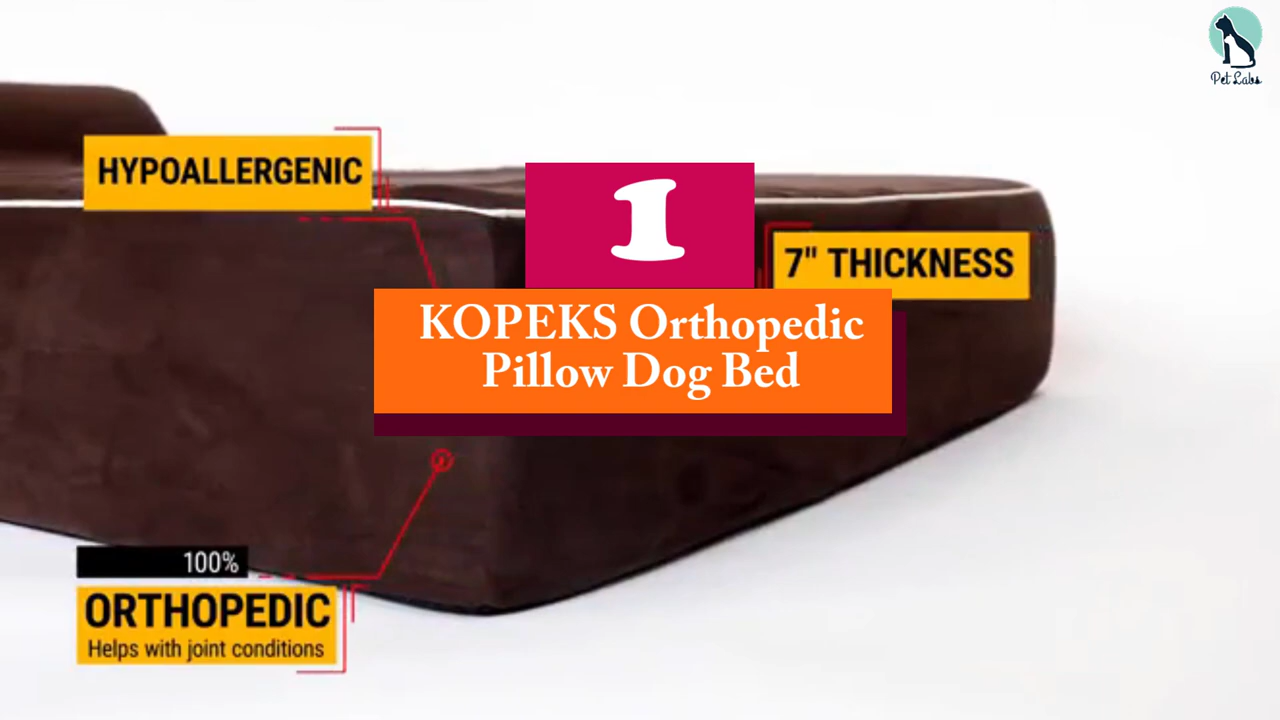 Pet Labs
HYPOALLERGENIC
1
7" THICKNESS
KOPEKS Orthopedic
Pillow Dog Bed
100%
ORTHOPEDIC
Helps with joint conditions